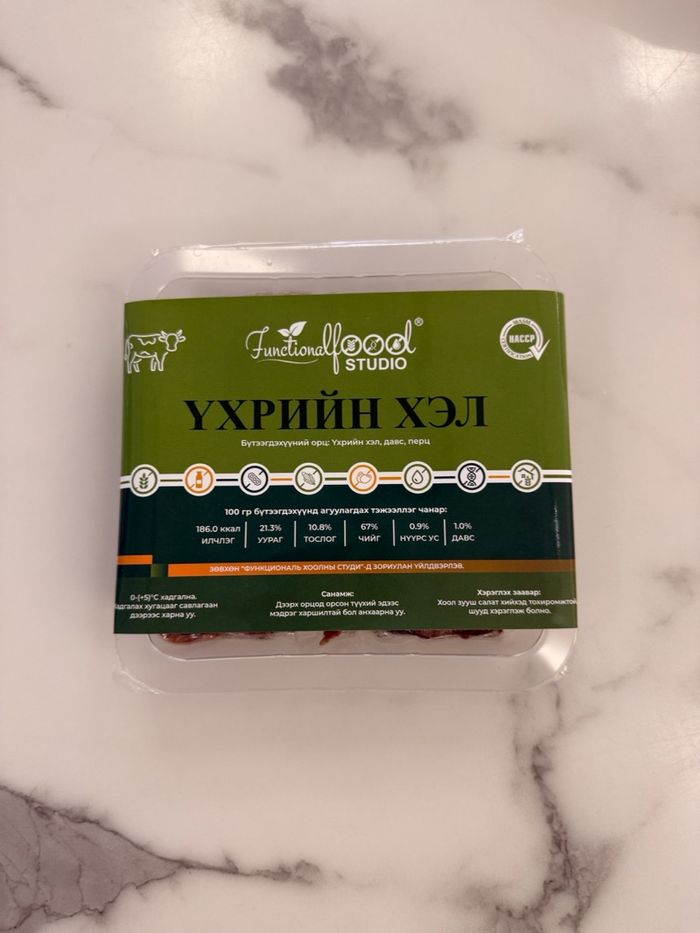 Functionalfood®
STUDIO
HACCP
ҮХРИЙН ХЭЛ
Бүтээгдэхүүний орц: Үхрийн хэл, давс, перц
100 гр бүтээгдэхүүнд агуулагдах тэжээллэг чанар:
186.0 ккал 21.3% 10.8% 67% 0.9% 1.0%
ИЛЧЛЭГ УУРАГ ТОСЛОГ ЧИЙГ НҮҮРС УС ДАВС
ЗӨВХӨН "ФУНКЦИОНАЛЬ ХООЛНЫ СТУДИ"-Д ЗОРИУЛАН ҮЙЛДВЭРЛЭВ.
0-(+5)°C хадгална.
Хадгалах хугацааг савлагаан
дээрээс харна уу.
Санамж:
Дээрх орцод орсон түүхий эдээс
мэдрэг харшилтай бол анхаарна уу.
Хэрэглэх заавар:
Хоол зууш салат хийхэд тохиромжтой
шууд хэрэглэж болно.